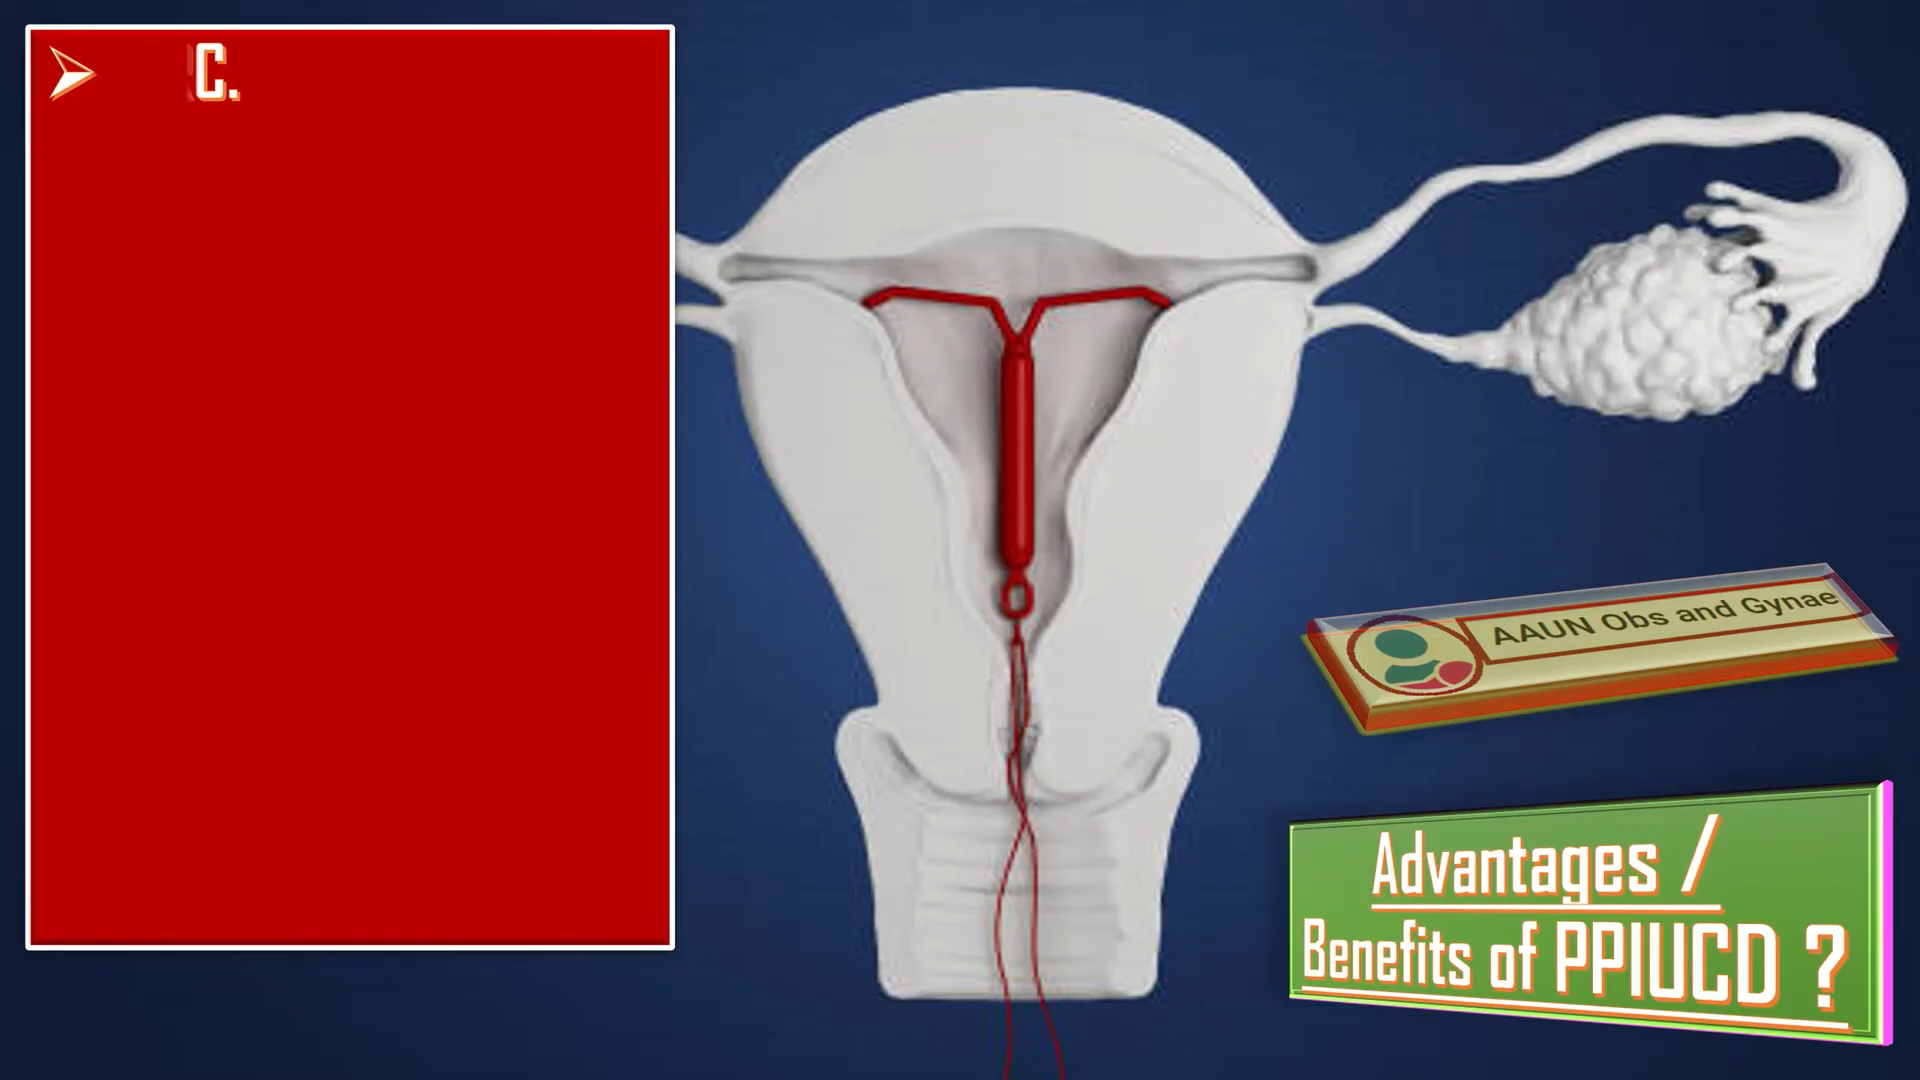 C.
AAUN Obs and Gynae
Advantages /
Benefits of PPIUCD ?